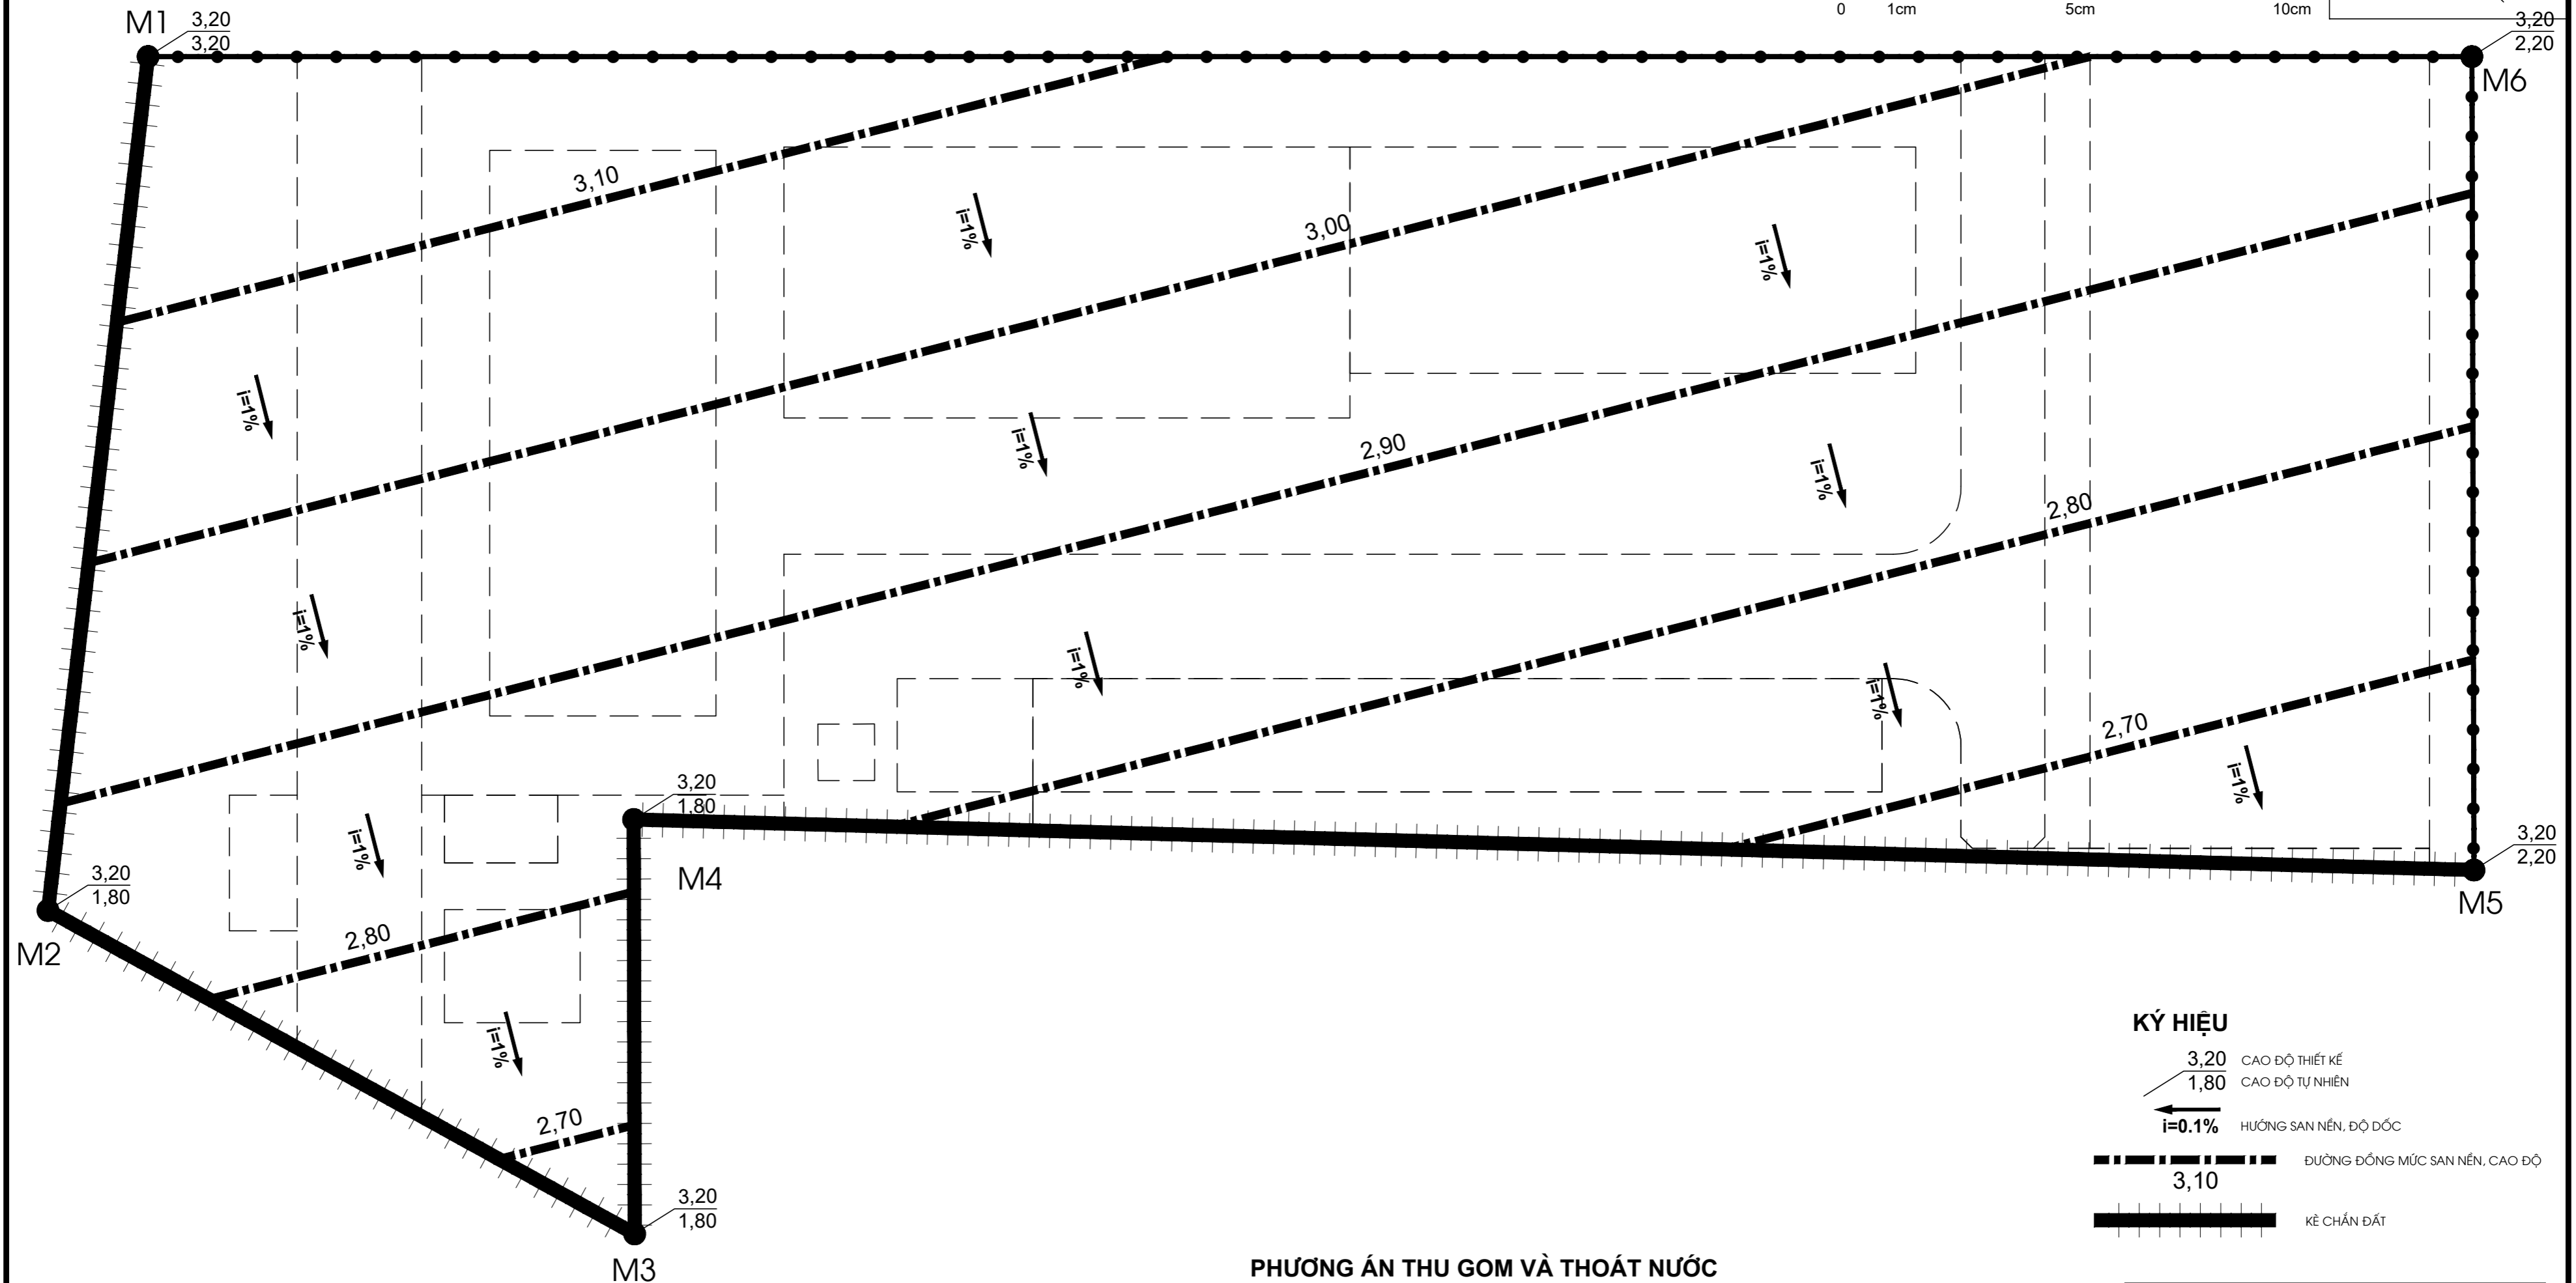 0 1cm 5cm 10cm
M1
3,20
3,20
3,20
2,20
M6
3,10
i=1%
3,00
i=1%
i=1%
i=1%
2,90
i=1%
2,80
i=1%
i=1%
i=1%
2,70
3,20
1,80
i=1%
i=1%
M4
3,20
2,20
M5
3,20
1,80
M2
2,80
i=1%
2,70
3,20
1,80
M3
KÝ HIỆU
3,20 CAO ĐỘ THIẾT KẾ
1,80 CAO ĐỘ TỰ NHIÊN
i=0.1% HƯỚNG SAN NỀN, ĐỘ DỐC
ĐƯỜNG ĐỒNG MỨC SAN NỀN, CAO ĐỘ
3,10
KÈ CHẮN ĐẤT
PHƯƠNG ÁN THU GOM VÀ THOÁT NƯỚC